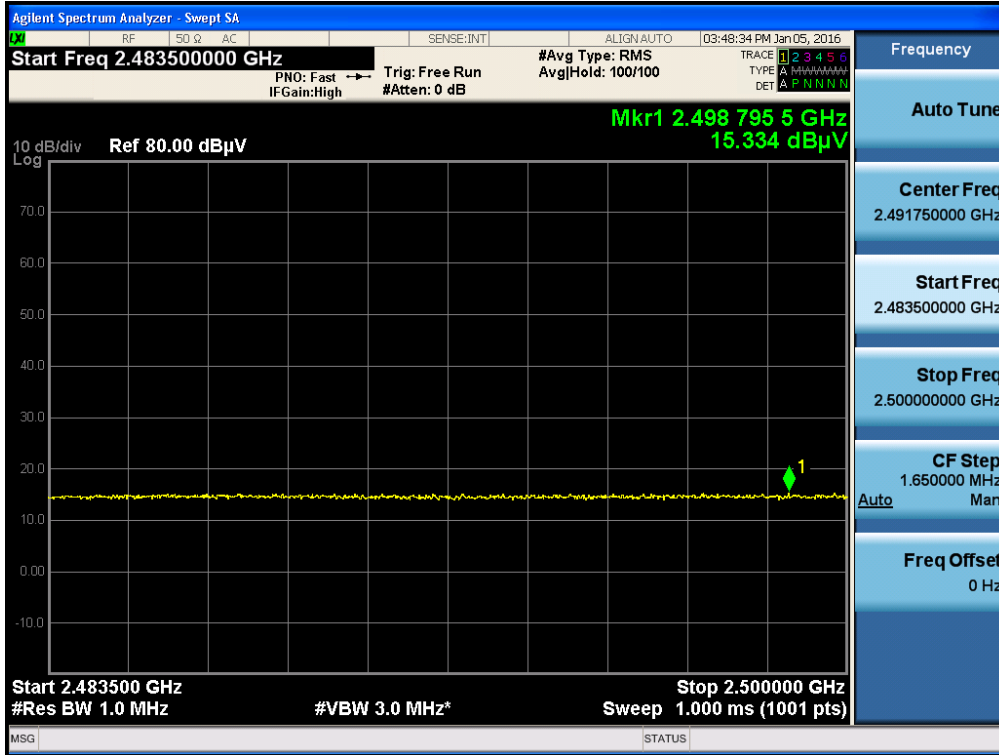 Agilent Spectrum Analyzer - Swept SA
LXI RF 50 Ω AC SENSE:INT ALIGN AUTO 03:48:34 PM Jan 05, 2016
Start Freq 2.483500000 GHz
PNO: Fast
IFGain:High
Trig: Free Run
#Atten: 0 dB
#Avg Type: RMS
Avg|Hold: 100/100
TRACE 1 2 3 4 5 6
TYPE A M W W W W W
DET A P N N N N
Mkr1 2.498 795 5 GHz
15.334 dBµV
10 dB/div Ref 80.00 dBµV
Log
70.0
60.0
50.0
40.0
30.0
20.0
10.0
0.00
-10.0
1
Start 2.483500 GHz Stop 2.500000 GHz
#Res BW 1.0 MHz #VBW 3.0 MHz* Sweep 1.000 ms (1001 pts)
MSG STATUS
Frequency
Auto Tune
Center Freq
2.491750000 GHz
Start Freq
2.483500000 GHz
Stop Freq
2.500000000 GHz
CF Step
1.650000 MHz
Auto Man
Freq Offset
0 Hz